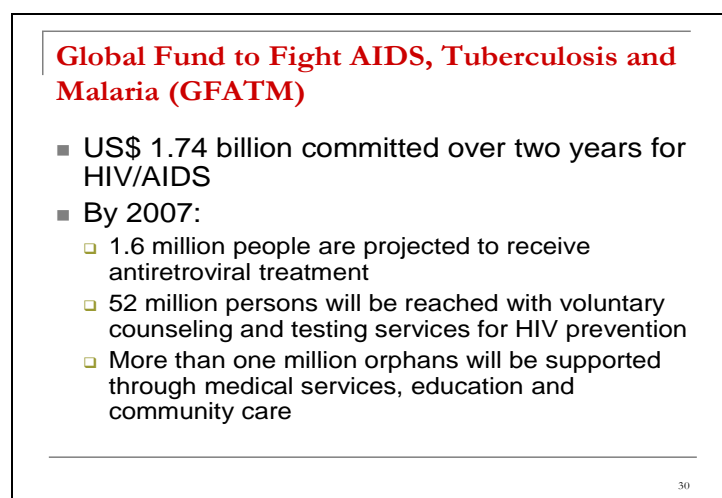 Global Fund to Fight AIDS, Tuberculosis and
Malaria (GFATM)
US$ 1.74 billion committed over two years for
HIV/AIDS
By 2007:
1.6 million people are projected to receive
antiretroviral treatment
52 million persons will be reached with voluntary
counseling and testing services for HIV prevention
More than one million orphans will be supported
through medical services, education and
community care
30